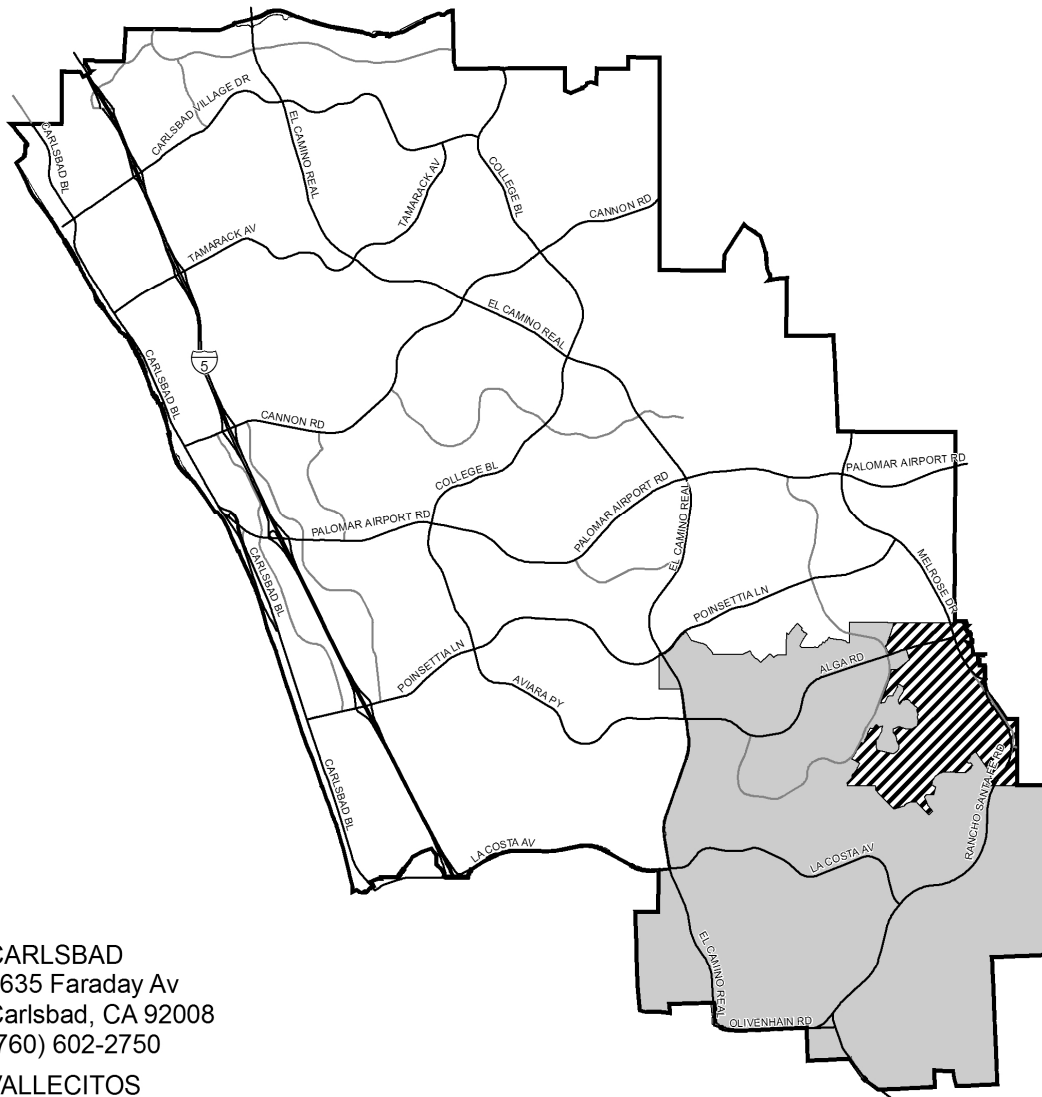 CARLSBAD VILLAGE DR
EL CAMINO REAL
CARLSBAD BL
TAMARACK AV
COLLEGE BL
CANNON RD
TAMARACK AV
EL CAMINO REAL
CARLSBAD BL
5
CANNON RD
COLLEGE BL
PALOMAR AIRPORT RD
PALOMAR AIRPORT RD
PALOMAR AIRPORT RD
EL CAMINO REAL
CARLSBAD BL
MELROSE DR
POINSETTIA LN
POINSETTIA LN
ALGA RD
AVIARA PY
CARLSBAD BL
RANCHO SANTA FE RD
LA COSTA AV
LA COSTA AV
EL CAMINO REAL
OLIVENHAIN RD
CARLSBAD
635 Faraday Av
Carlsbad, CA 92008
760) 602-2750
VALLECITOS